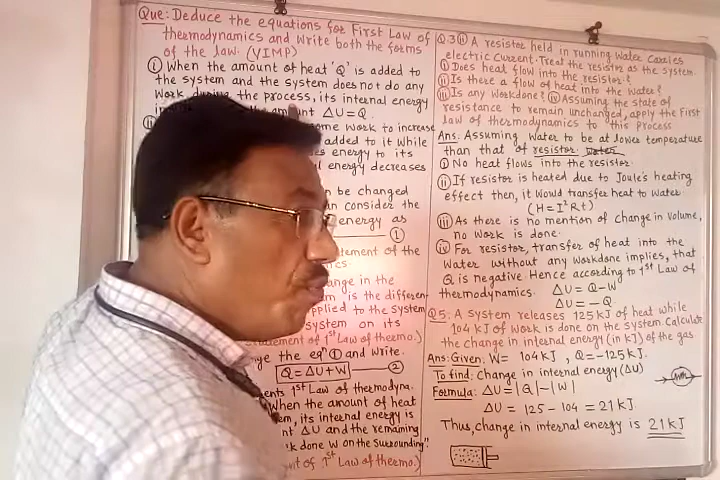 Que: Deduce the equations for First Law of
thermodynamics and Write both the forms
of the law. (VIMP)
(i) When the amount of heat 'Q' is added to
the system and the system does not do any
Work during the process, its internal energy
ΔU = Q.
some work to increase
added to it while
energy to its
energy decreases
be changed
consider the
energy as
(1)
statement of the
in the
is the differen
applied to the system
system on its
statement of 1st Law of thermo.)
the eqn (1) and write.
Q = ΔU + W (2)
1st Law of thermodyna.
When the amount of heat
its internal energy is
ΔU and the remaining
done W on the Surrounding"
of 1st Law of thermo.)
Q.3(ii) A resistor held in running water carries
electric current. Treat the resistor as the system.
(i) Does heat flow into the resistor?
(ii) Is there a flow of heat into the water?
(iii) Is any workdone? (iv) Assuming the state of
resistance to remain unchanged, apply the First
law of thermodynamics to this process
Ans: Assuming water to be at lower temperature
than that of resistor. water
(i) No heat flows into the resistor.
(ii) If resistor is heated due to Joule's heating
effect then, it would transfer heat to water.
(H = I²Rt)
(iii) As there is no mention of change in volume,
no work is done.
(iv) For resistor, transfer of heat into the
water without any workdone implies, that
Q is negative. Hence according to 1st Law of
thermodynamics. ΔU = Q - W
ΔU = - Q.
Q5: A system releases 125 kJ of heat while
104 kJ of work is done on the system. Calculate
the change in internal energy (in kJ) of the gas
Ans: Given: W = 104 kJ, Q = -125 kJ.
To find: change in internal energy (ΔU)
Formula: ΔU = |Q| - |W|
ΔU = 125 - 104 = 21 kJ
Thus, change in internal energy is 21 kJ